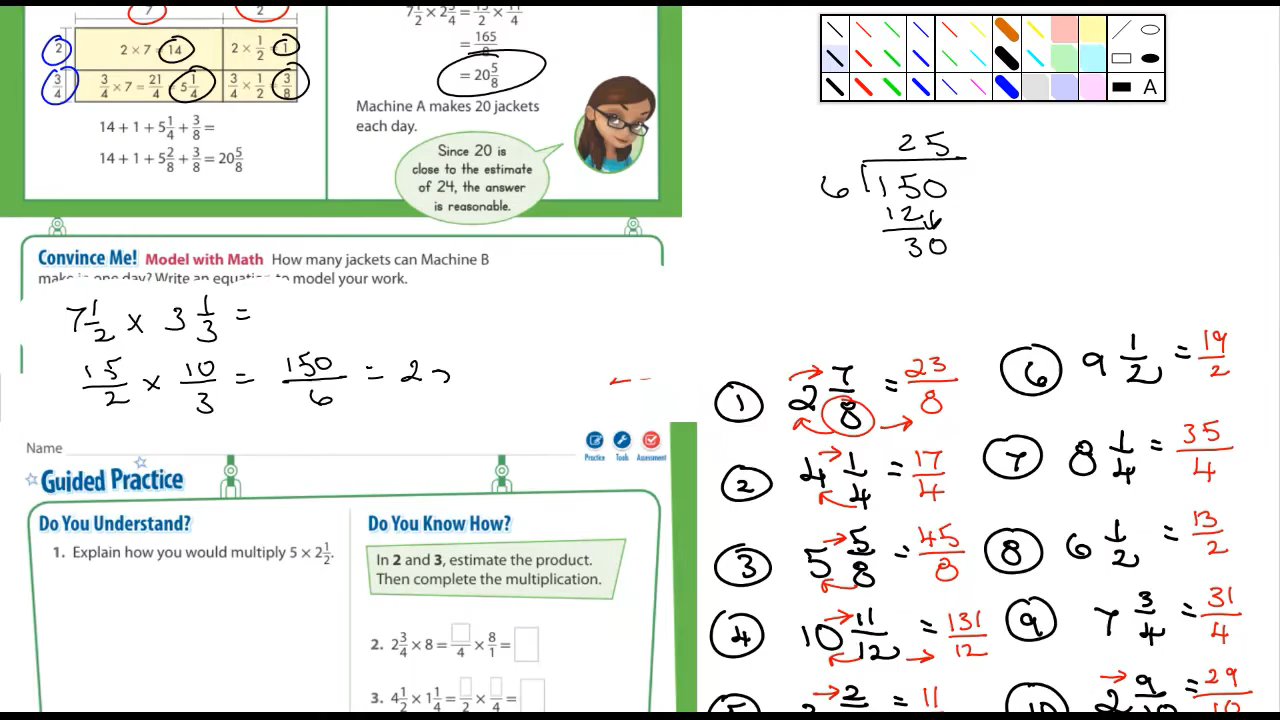 7 2
2 2 × 7 = 14 2 × 1/2 = 1
3/4 3/4 × 7 = 21/4 = 5 1/4 3/4 × 1/2 = 3/8
14 + 1 + 5 1/4 + 3/8 =
14 + 1 + 5 2/8 + 3/8 = 20 5/8
= 165/8
= 20 5/8
Machine A makes 20 jackets
each day.
Since 20 is
close to the estimate
of 24, the answer
is reasonable.
A
25
6 150
12
30
Convince Me! Model with Math How many jackets can Machine B
make in one day? Write an equation to model your work.
7 1/2 × 3 1/3 =
15/2 × 10/3 = 150/6 = 2
Name
Practice Tools Assessment
Guided Practice
Do You Understand?
1. Explain how you would multiply 5 × 2 1/2.
Do You Know How?
In 2 and 3, estimate the product.
Then complete the multiplication.
2. 2 3/4 × 8 = □/4 × 8/1 = □
3. 4 1/2 × 1 1/4 = □/2 × □/4 = □
1 2 7/8 = 23/8
2 4 1/4 = 17/4
3 5 5/8 = 45/8
4 10 11/12 = 131/12
6 9 1/2 = 19/2
7 8 1/4 = 35/4
8 6 1/2 = 13/2
9 7 3/4 = 31/4
10 2 9/10 = 29/10